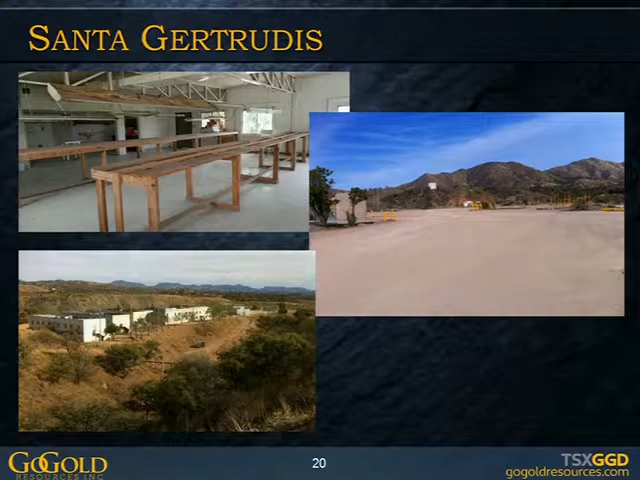 SANTA GERTRUDIS
GOGOLD
RESOURCES INC
20
TSXGGD
gogoldresources.com